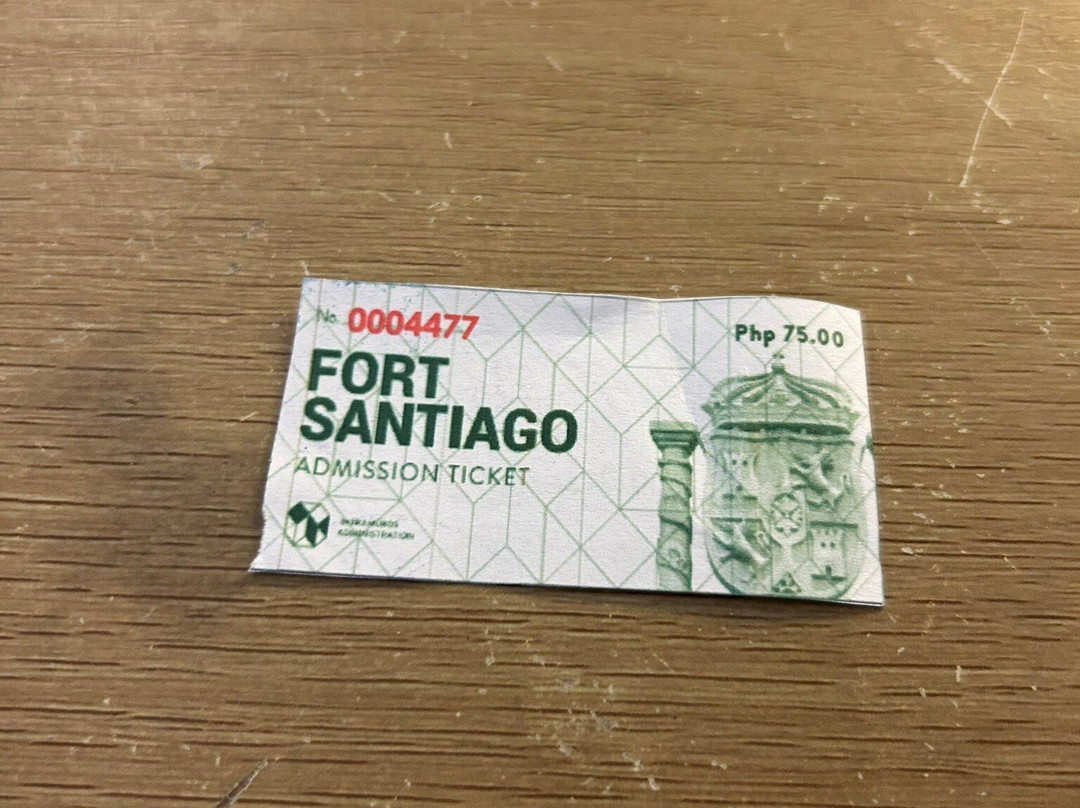 No. 0004477
Php 75.00
FORT
SANTIAGO
ADMISSION TICKET
INTRAMUROS
ADMINISTRATION